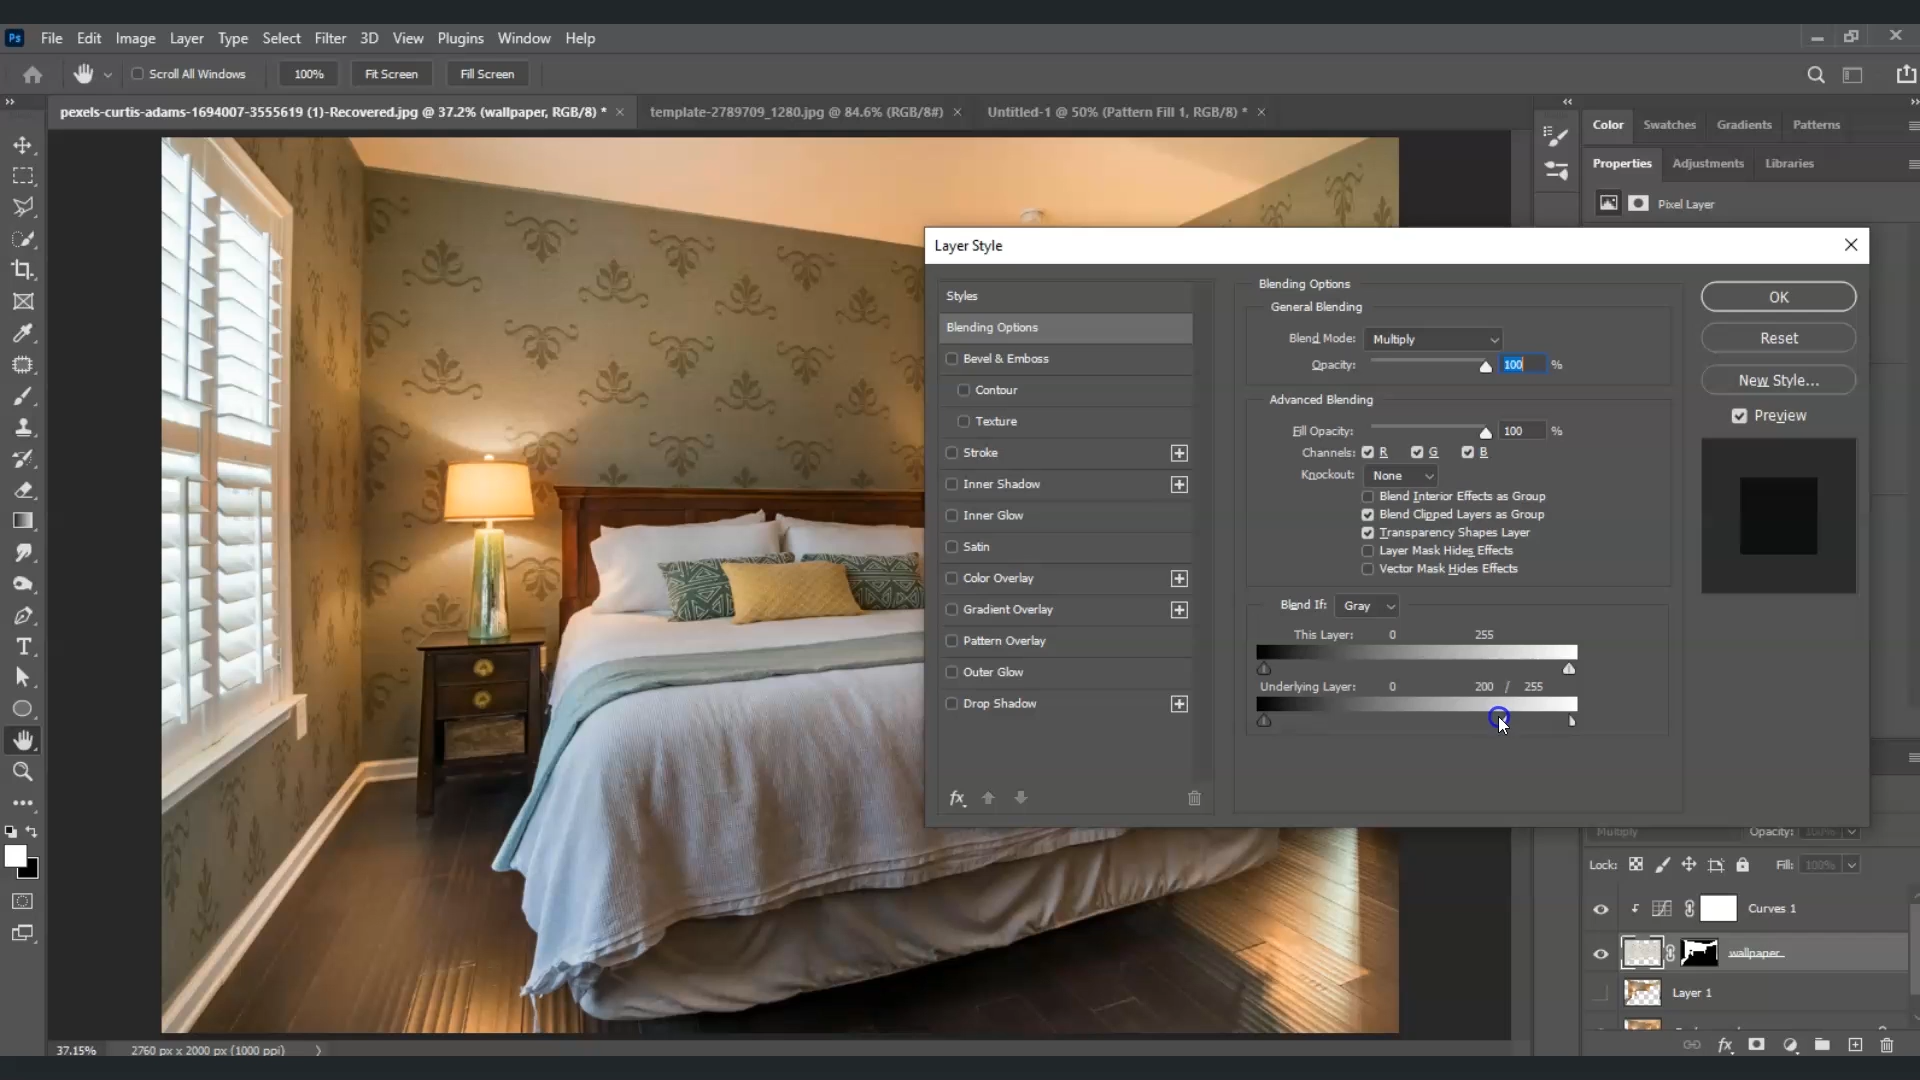 Ps File Edit Image Layer Type Select Filter 3D View Plugins Window Help
Scroll All Windows 100% Fit Screen Fill Screen
pexels-curtis-adams-1694007-3555619 (1)-Recovered.jpg @ 37.2% (wallpaper, RGB/8) *
template-2789709_1280.jpg @ 84.6% (RGB/8#)
Untitled-1 @ 50% (Pattern Fill 1, RGB/8) *
Color Swatches Gradients Patterns
Properties Adjustments Libraries
Pixel Layer
Layer Style
Styles
Blending Options
Bevel & Emboss
Contour
Texture
Stroke
Inner Shadow
Inner Glow
Satin
Color Overlay
Gradient Overlay
Pattern Overlay
Outer Glow
Drop Shadow
fx
Blending Options
General Blending
Blend Mode: Multiply
Opacity: 100 %
Advanced Blending
Fill Opacity: 100 %
Channels: R G B
Knockout: None
Blend Interior Effects as Group
Blend Clipped Layers as Group
Transparency Shapes Layer
Layer Mask Hides Effects
Vector Mask Hides Effects
Blend If: Gray
This Layer: 0 255
Underlying Layer: 0 200 / 255
OK
Reset
New Style...
Preview
Multiply Opacity: 100%
Lock: Fill: 100%
Curves 1
wallpaper
Layer 1
fx
37.15% 2760 px x 2000 px (1000 ppi)